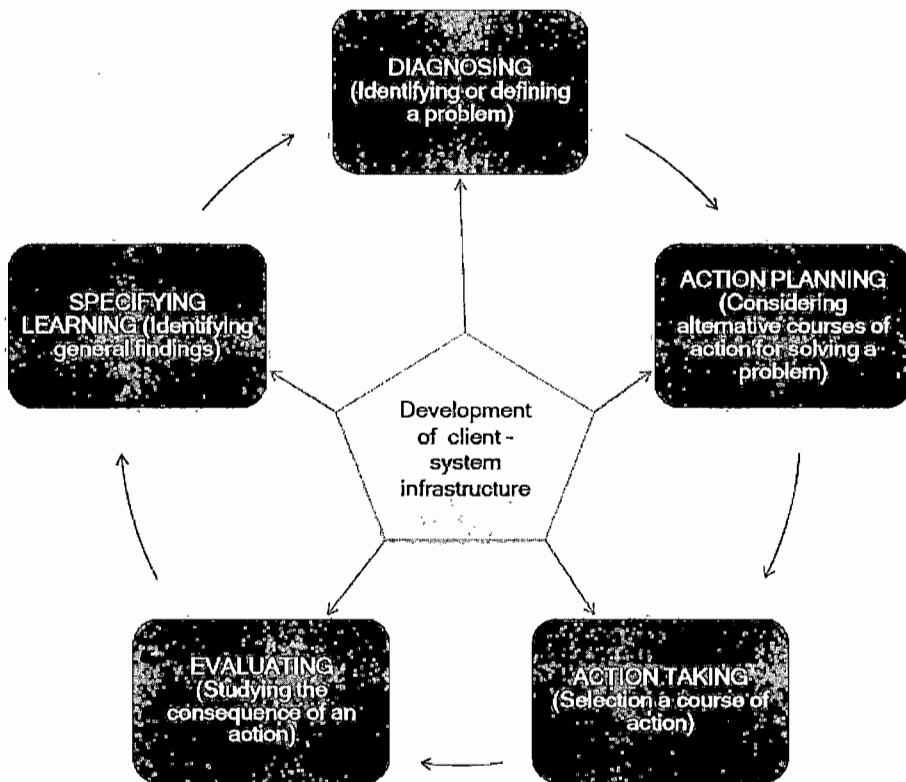 DIAGNOSING
(Identifying or defining
a problem)
ACTION PLANNING
(Considering
alternative courses of
action for solving a
problem)
SPECIFYING
LEARNING (Identifying
general findings)
Development
of client -
system
infrastructure
EVALUATING
(Studying the
consequence of an
action)
ACTION TAKING
(Selection a course of
action)